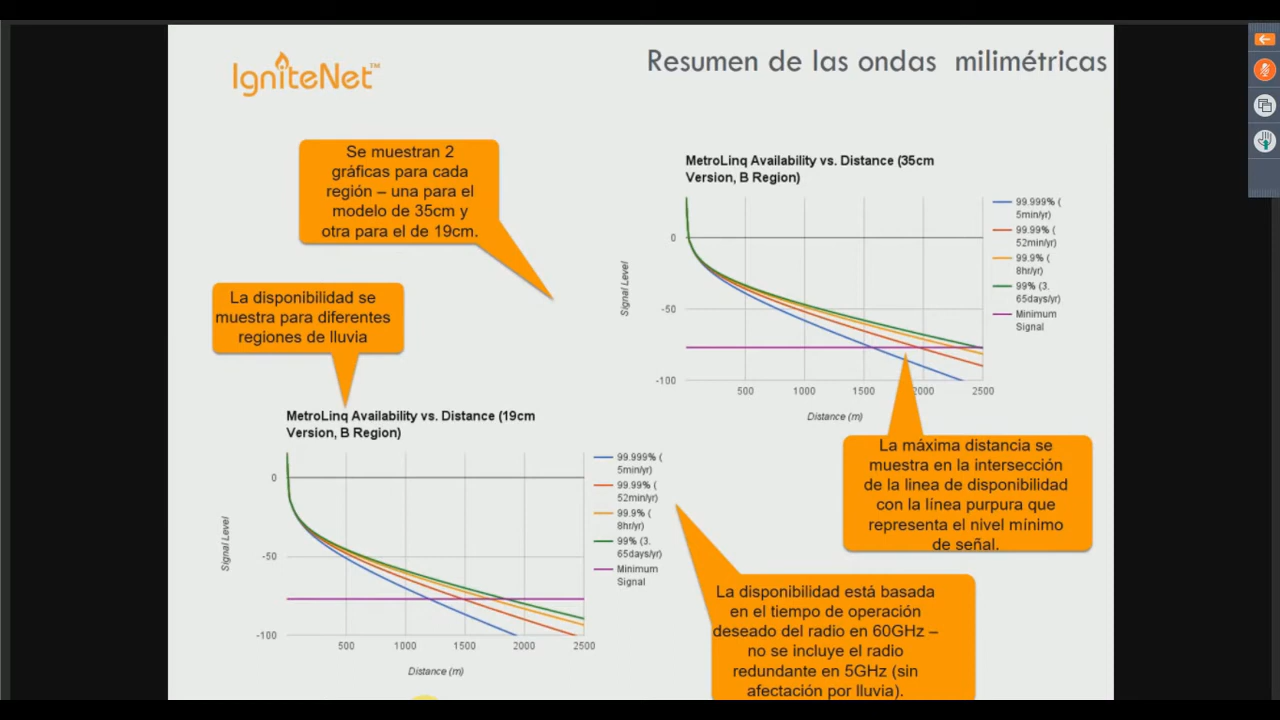 IgniteNet™
Resumen de las ondas milimétricas
Se muestran 2
gráficas para cada
región – una para el
modelo de 35cm y
otra para el de 19cm.
La disponibilidad se
muestra para diferentes
regiones de lluvia
MetroLinq Availability vs. Distance (35cm
Version, B Region)
Signal Level
0
-50
-100
500
1000
1500
2000
2500
Distance (m)
99.999% (
5min/yr)
99.99% (
52min/yr)
99.9% (
8hr/yr)
99% (3.
65days/yr)
Minimum
Signal
MetroLinq Availability vs. Distance (19cm
Version, B Region)
Signal Level
0
-50
-100
500
1000
1500
2000
2500
Distance (m)
99.999% (
5min/yr)
99.99% (
52min/yr)
99.9% (
8hr/yr)
99% (3.
65days/yr)
Minimum
Signal
La máxima distancia se
muestra en la intersección
de la linea de disponibilidad
con la línea purpura que
representa el nivel mínimo
de señal.
La disponibilidad está basada
en el tiempo de operación
deseado del radio en 60GHz –
no se incluye el radio
redundante en 5GHz (sin
afectación por lluvia).